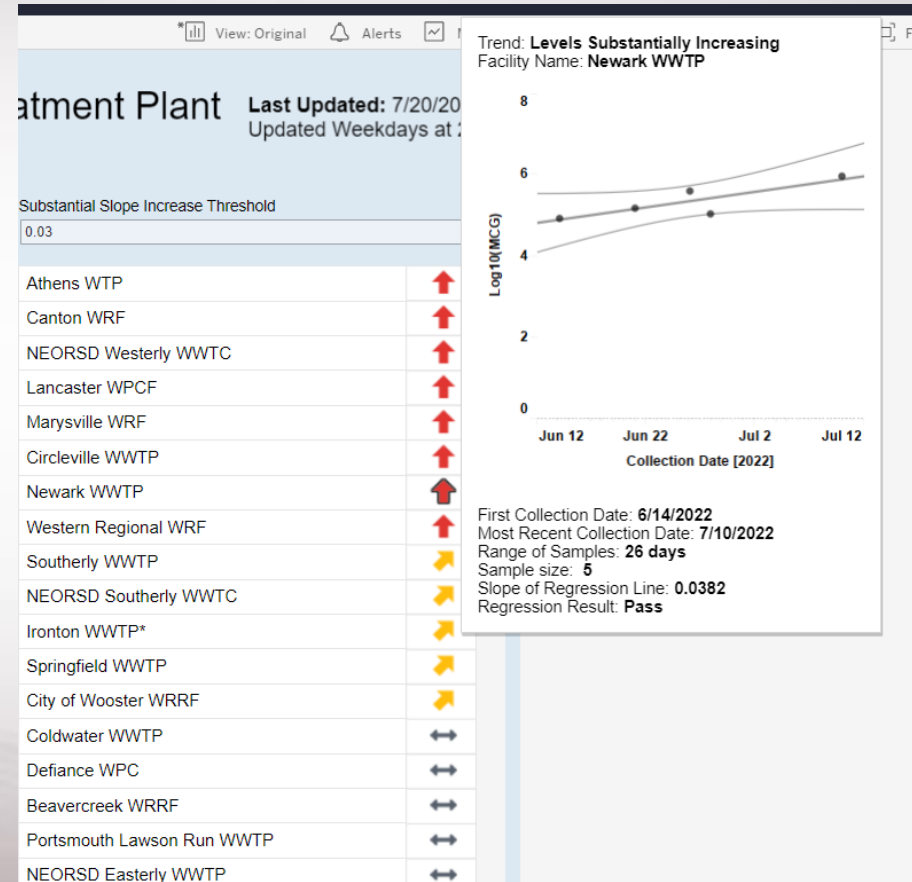 View: Original
Alerts
atment Plant
Last Updated: 7/20/20
Updated Weekdays at
Substantial Slope Increase Threshold
0.03
Athens WTP
Canton WRF
NEORSD Westerly WWTC
Lancaster WPCF
Marysville WRF
Circleville WWTP
Newark WWTP
Western Regional WRF
Southerly WWTP
NEORSD Southerly WWTC
Ironton WWTP*
Springfield WWTP
City of Wooster WRRF
Coldwater WWTP
Defiance WPC
Beavercreek WRRF
Portsmouth Lawson Run WWTP
NEORSD Easterly WWTP
Trend: Levels Substantially Increasing
Facility Name: Newark WWTP
8
6
4
2
0
Log10(MCG)
Jun 12 Jun 22 Jul 2 Jul 12
Collection Date [2022]
First Collection Date: 6/14/2022
Most Recent Collection Date: 7/10/2022
Range of Samples: 26 days
Sample size: 5
Slope of Regression Line: 0.0382
Regression Result: Pass